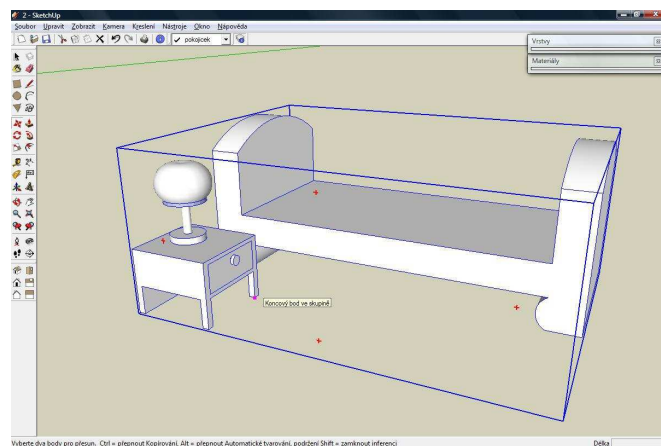 2 - SketchUp
Soubor Upravit Zobrazit Kamera Kreslení Nástroje Okno Nápověda
pokojicek
Vrstvy
Materiály
Koncový bod ve skupině
Vyberte dva body pro přesun. Ctrl = přepnout Kopírování, Alt = přepnout Automatické tvarování, podržení Shift = zamknout inferenci
Délka